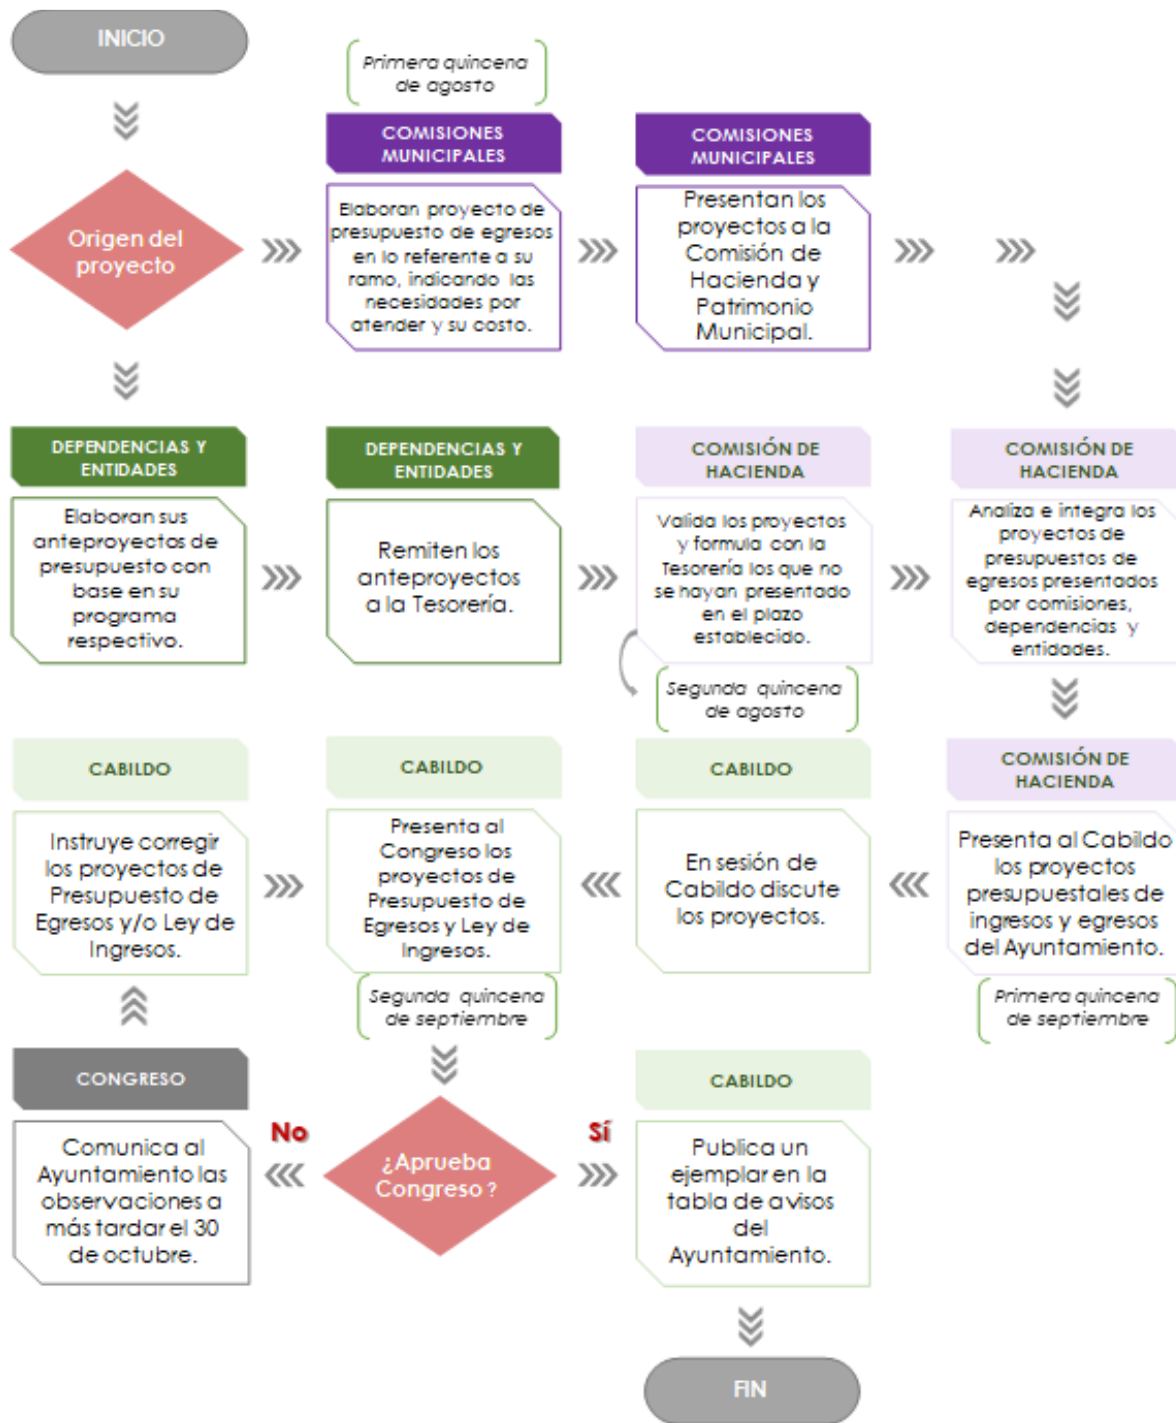 INICIO
Primera quincena
de agosto
COMISIONES
MUNICIPALES
COMISIONES
MUNICIPALES
Origen del
proyecto
Elaboran proyecto de
presupuesto de egresos
en lo referente a su
ramo, indicando las
necesidades por
atender y su costo.
Presentan los
proyectos a la
Comisión de
Hacienda y
Patrimonio
Municipal.
DEPENDENCIAS Y
ENTIDADES
Elaboran sus
anteproyectos de
presupuesto con
base en su
programa
respectivo.
DEPENDENCIAS Y
ENTIDADES
Remiten los
anteproyectos
a la Tesorería.
COMISIÓN DE
HACIENDA
Valida los proyectos
y formula con la
Tesorería los que no
se hayan presentado
en el plazo
establecido.
Segunda quincena
de agosto
COMISIÓN DE
HACIENDA
Analiza e integra los
proyectos de
presupuestos de
egresos presentados
por comisiones,
dependencias y
entidades.
COMISIÓN DE
HACIENDA
Presenta al Cabildo
los proyectos
presupuestales de
ingresos y egresos
del Ayuntamiento.
Primera quincena
de septiembre
CABILDO
En sesión de
Cabildo discute
los proyectos.
CABILDO
Presenta al
Congreso los
proyectos de
Presupuesto de
Egresos y Ley de
Ingresos.
Segunda quincena
de septiembre
CABILDO
Instruye corregir
los proyectos de
Presupuesto de
Egresos y/o Ley de
Ingresos.
CONGRESO
Comunica al
Ayuntamiento las
observaciones a
más tardar el 30
de octubre.
No
¿Aprueba
Congreso?
Sí
CABILDO
Publica un
ejemplar en la
tabla de avisos
del
Ayuntamiento.
FIN